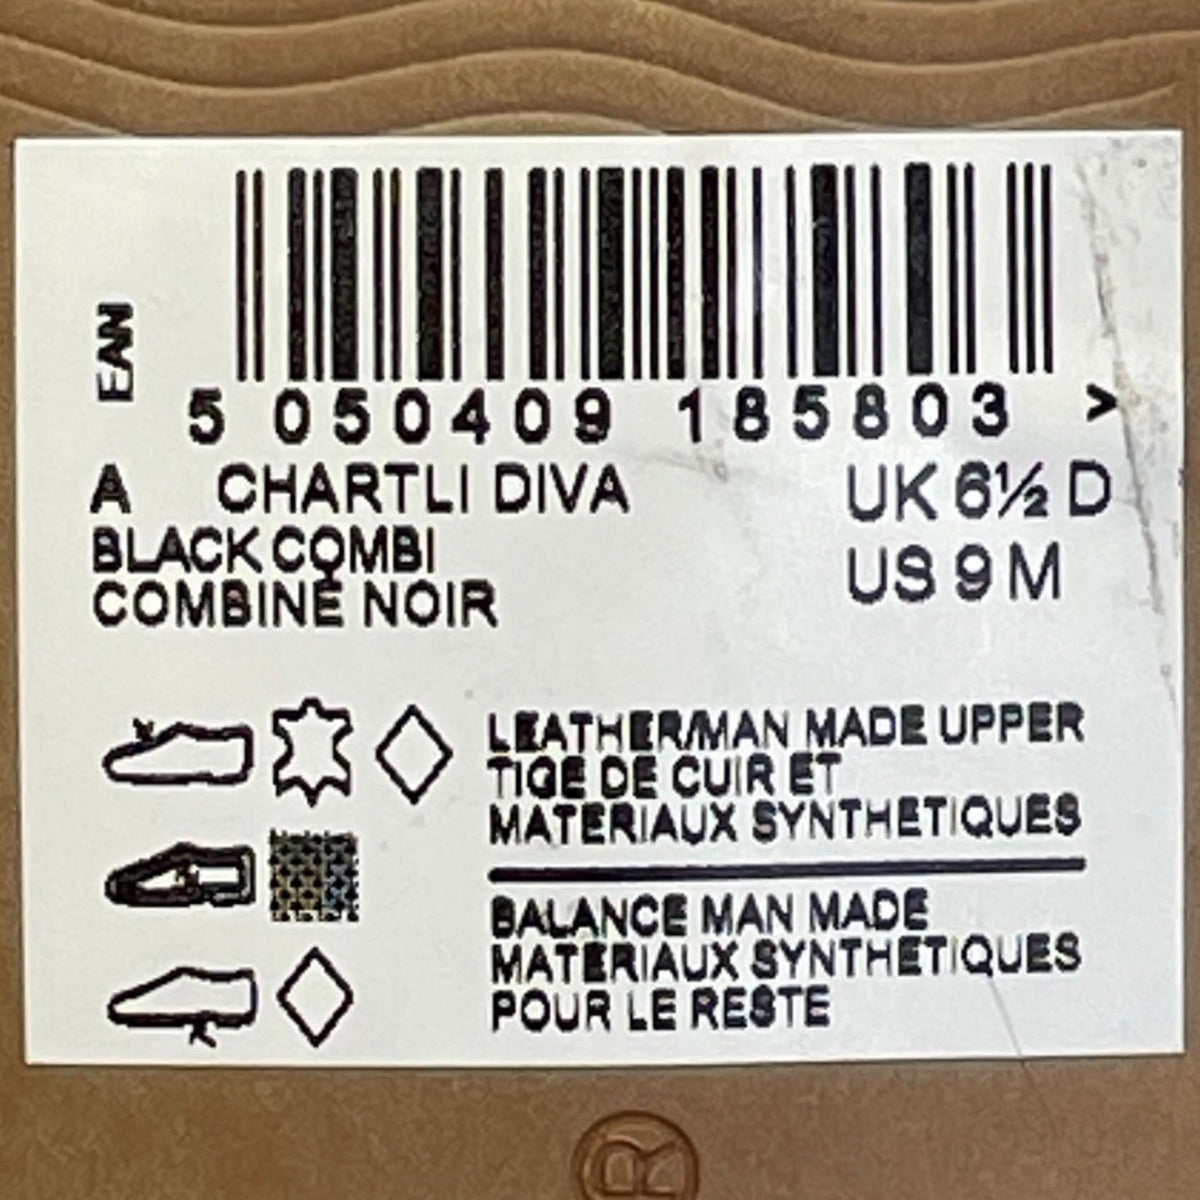 EAN
5 050409 185803 >
A CHARTLI DIVA UK 6½ D
BLACK COMBI
COMBINÈ NOIR US 9 M
LEATHER/MAN MADE UPPER
TIGE DE CUIR ET
MATERIAUX SYNTHETIQUES
BALANCE MAN MADE
MATERIAUX SYNTHETIQUES
POUR LE RESTE
®